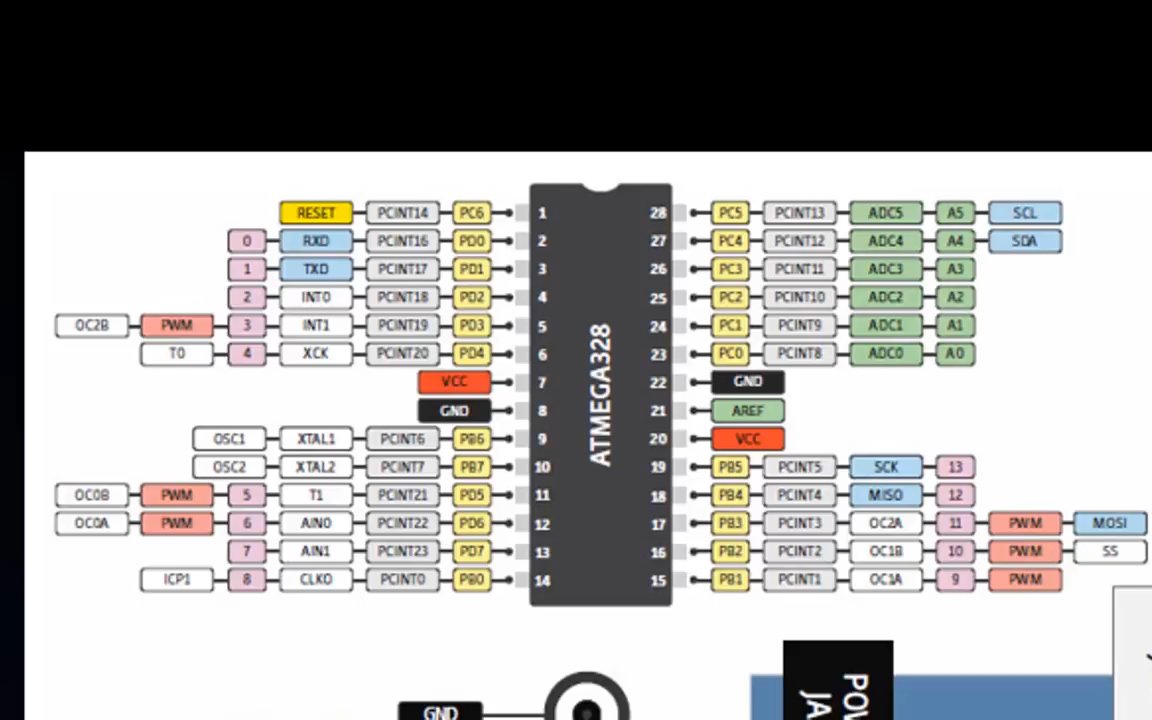 RESET PCINT14 PC6 1 28 PC5 PCINT13 ADC5 A5 SCL
0 RXD PCINT16 PD0 2 27 PC4 PCINT12 ADC4 A4 SDA
1 TXD PCINT17 PD1 3 26 PC3 PCINT11 ADC3 A3
2 INT0 PCINT18 PD2 4 25 PC2 PCINT10 ADC2 A2
OC2B PWM 3 INT1 PCINT19 PD3 5 24 PC1 PCINT9 ADC1 A1
T0 4 XCK PCINT20 PD4 6 23 PC0 PCINT8 ADC0 A0
VCC 7 22 GND
GND 8 21 AREF
ATMEGA328
OSC1 XTAL1 PCINT6 PB6 9 20 VCC
OSC2 XTAL2 PCINT7 PB7 10 19 PB5 PCINT5 SCK 13
OC0B PWM 5 T1 PCINT21 PD5 11 18 PB4 PCINT4 MISO 12
OC0A PWM 6 AIN0 PCINT22 PD6 12 17 PB3 PCINT3 OC2A 11 PWM MOSI
7 AIN1 PCINT23 PD7 13 16 PB2 PCINT2 OC1B 10 PWM SS
ICP1 8 CLKO PCINT0 PB0 14 15 PB1 PCINT1 OC1A 9 PWM
GND